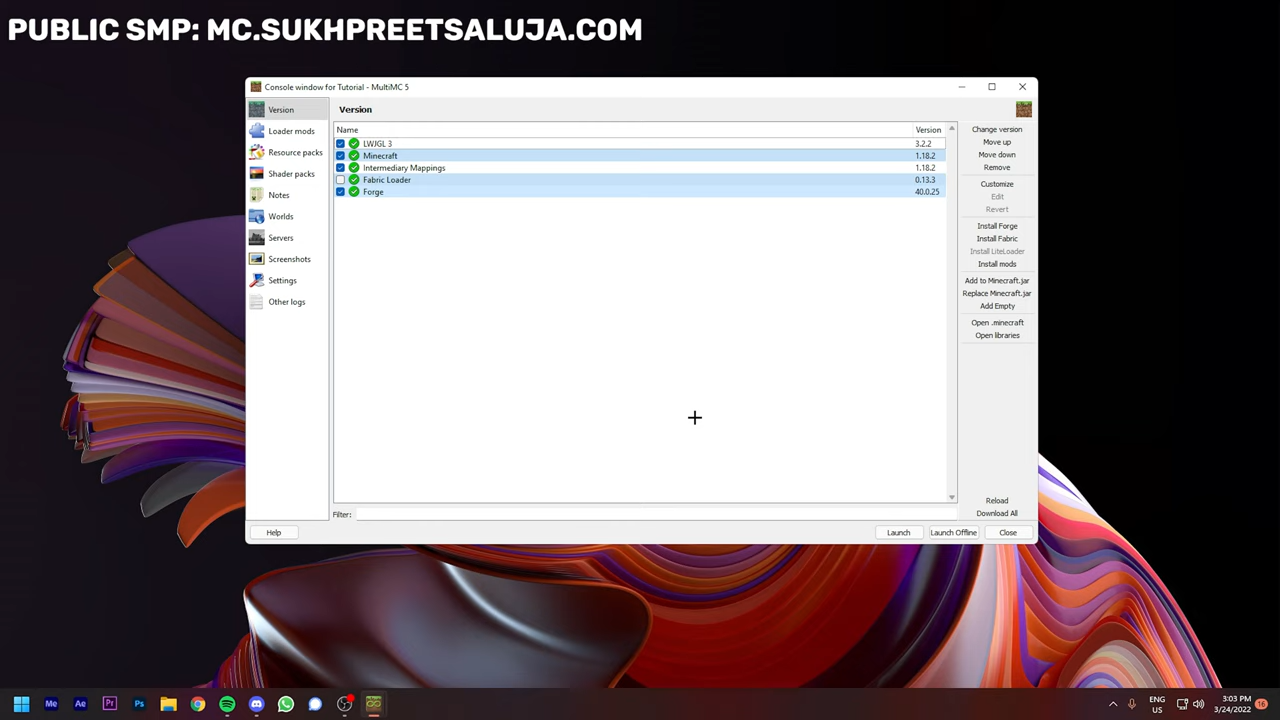 PUBLIC SMP: MC.SUKHPREETSALUJA.COM
Console window for Tutorial - MultiMC 5
Version
Loader mods
Resource packs
Shader packs
Notes
Worlds
Servers
Screenshots
Settings
Other logs
Version
Name Version
LWJGL 3 3.2.2
Minecraft 1.18.2
Intermediary Mappings 1.18.2
Fabric Loader 0.13.3
Forge 40.0.25
Change version
Move up
Move down
Remove
Customize
Edit
Revert
Install Forge
Install Fabric
Install LiteLoader
Install mods
Add to Minecraft.jar
Replace Minecraft.jar
Add Empty
Open .minecraft
Open libraries
Reload
Download All
Filter:
Help Launch Launch Offline Close
Me Ae Pr Ps
ENG
US
3:03 PM
3/24/2022
16